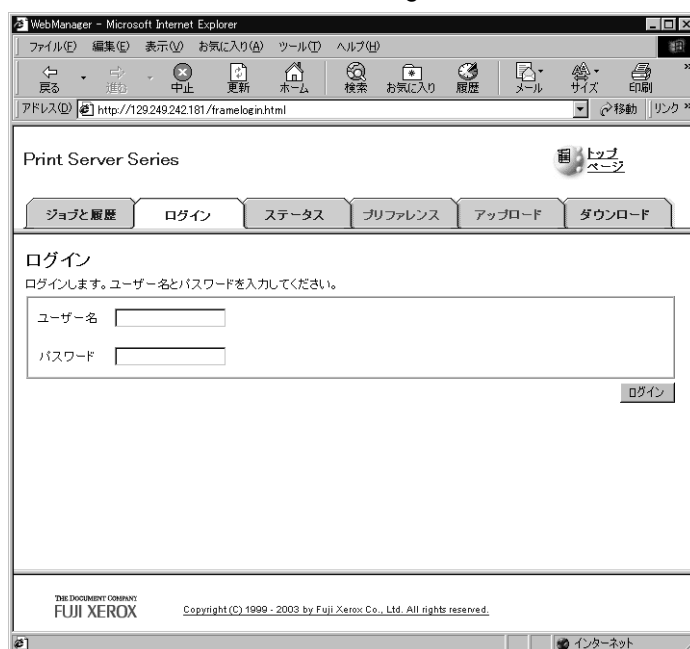 WebManager - Microsoft Internet Explorer
ファイル(F) 編集(E) 表示(V) お気に入り(A) ツール(T) ヘルプ(H)
戻る 進む 中止 更新 ホーム 検索 お気に入り 履歴 メール サイズ 印刷 »
アドレス(D) http://129.249.242.181/framelogin.html 移動 リンク »
Print Server Series
トップ
ページ
ジョブと履歴 ログイン ステータス プリファレンス アップロード ダウンロード
ログイン
ログインします。ユーザー名とパスワードを入力してください。
ユーザー名
パスワード
ログイン
THE DOCUMENT COMPANY
FUJI XEROX
Copyright (C) 1999 - 2003 by Fuji Xerox Co., Ltd. All rights reserved.
インターネット